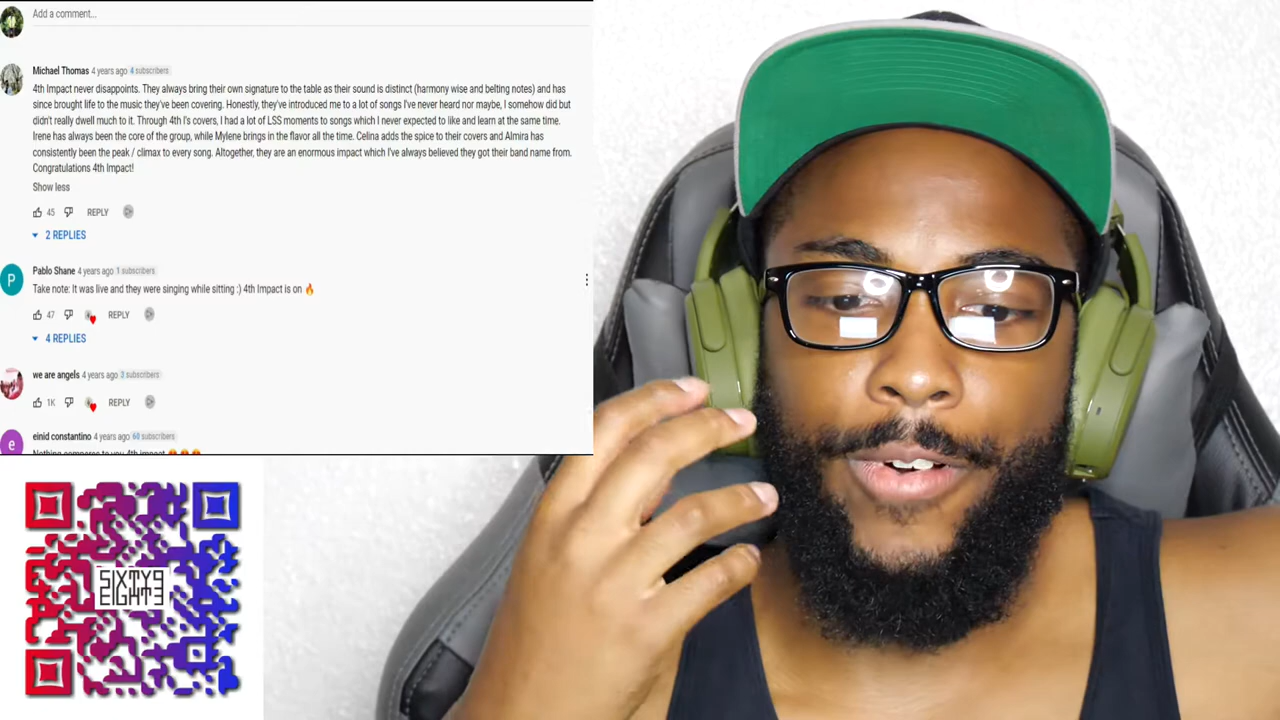 Add a comment...
Michael Thomas 4 years ago 4 subscribers
4th Impact never disappoints. They always bring their own signature to the table as their sound is distinct (harmony wise and belting notes) and has
since brought life to the music they've been covering. Honestly, they've introduced me to a lot of songs I've never heard nor maybe, I somehow did but
didn't really dwell much to it. Through 4th I's covers, I had a lot of LSS moments to songs which I never expected to like and learn at the same time.
Irene has always been the core of the group, while Mylene brings in the flavor all the time. Celina adds the spice to their covers and Almira has
consistently been the peak / climax to every song. Altogether, they are an enormous impact which I've always believed they got their band name from.
Congratulations 4th Impact!
Show less
45 REPLY
2 REPLIES
P
Pablo Shane 4 years ago 1 subscribers
Take note: It was live and they were singing while sitting :) 4th Impact is on 🔥
47 REPLY
4 REPLIES
we are angels 4 years ago 3 subscribers
1K REPLY
e
einid constantino 4 years ago 60 subscribers
Nothing compares to you 4th impact
SIXTY9
EIGHT9